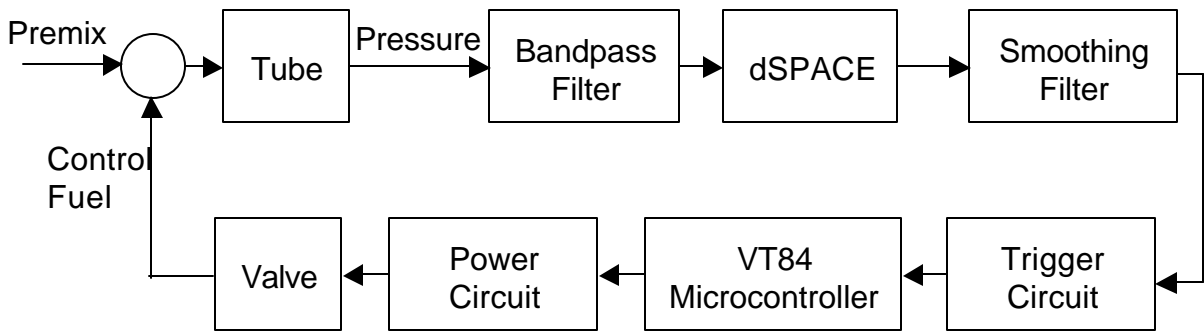 Premix
Tube
Pressure
Bandpass
Filter
dSPACE
Smoothing
Filter
Control
Fuel
Valve
Power
Circuit
VT84
Microcontroller
Trigger
Circuit